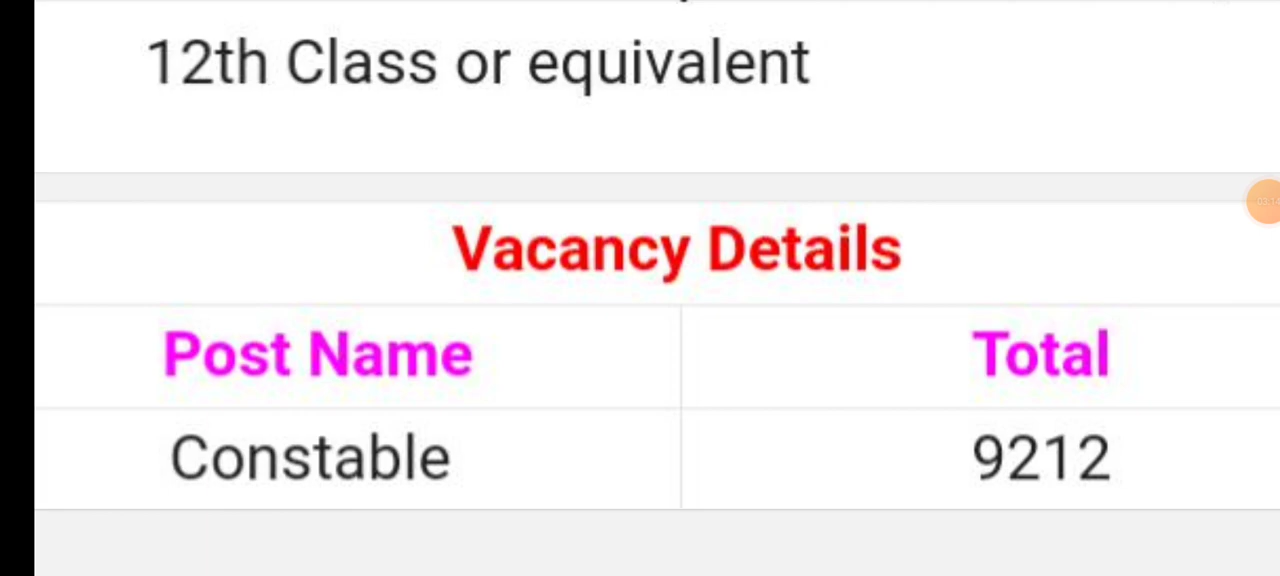 12th Class or equivalent
Vacancy Details
Post Name Total
Constable 9212